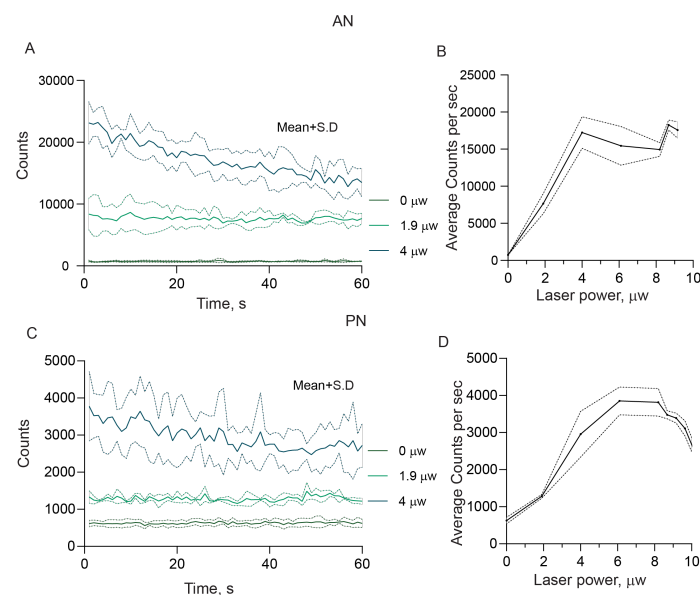 AN
A
B
30000
20000
10000
0
Counts
Mean+S.D
0 μw
1.9 μw
4 μw
0
20
40
60
Time, s
25000
20000
15000
10000
5000
0
Average Counts per sec
0
2
4
6
8
10
Laser power, μw
PN
C
D
5000
4000
3000
2000
1000
0
Counts
Mean+S.D
0 μw
1.9 μw
4 μw
0
20
40
60
Time, s
5000
4000
3000
2000
1000
0
Average Counts per sec
0
2
4
6
8
10
Laser power, μw